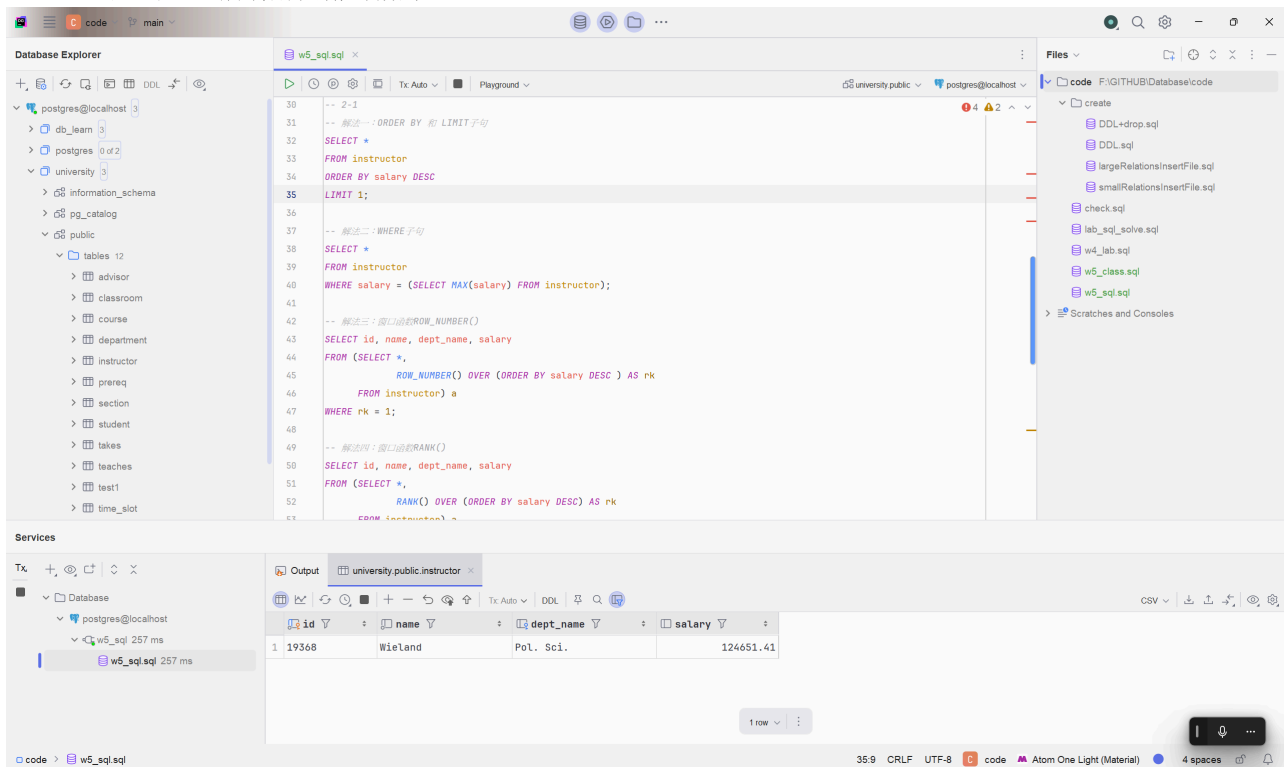 code
main
Database Explorer
w5_sql.sql
Files
DDL
Tx: Auto
Playground
university.public
postgres@localhost
code F:\GITHUB\Database\code
postgres@localhost 3
db_learn 3
postgres 0 of 2
university 3
information_schema
pg_catalog
public
tables 12
advisor
classroom
course
department
instructor
prereq
section
student
takes
teaches
test1
time_slot
30 -- 2-1
31 -- 解法一：ORDER BY 和 LIMIT子句
32 SELECT *
33 FROM instructor
34 ORDER BY salary DESC
35 LIMIT 1;
36
37 -- 解法二：WHERE子句
38 SELECT *
39 FROM instructor
40 WHERE salary = (SELECT MAX(salary) FROM instructor);
41
42 -- 解法三：窗口函数ROW_NUMBER()
43 SELECT id, name, dept_name, salary
44 FROM (SELECT *,
45 ROW_NUMBER() OVER (ORDER BY salary DESC ) AS rk
46 FROM instructor) a
47 WHERE rk = 1;
48
49 -- 解法四：窗口函数RANK()
50 SELECT id, name, dept_name, salary
51 FROM (SELECT *,
52 RANK() OVER (ORDER BY salary DESC) AS rk
53 FROM instructor) a
4 2
create
DDL+drop.sql
DDL.sql
largeRelationsInsertFile.sql
smallRelationsInsertFile.sql
check.sql
lab_sql_solve.sql
w4_lab.sql
w5_class.sql
w5_sql.sql
Scratches and Consoles
Services
Tx
Database
postgres@localhost
w5_sql 257 ms
w5_sql.sql 257 ms
Output
university.public.instructor
Tx: Auto
DDL
CSV
id name dept_name salary
1 19368 Wieland Pol. Sci. 124651.41
1 row
code > w5_sql.sql
35:9 CRLF UTF-8 C code Atom One Light (Material) 4 spaces